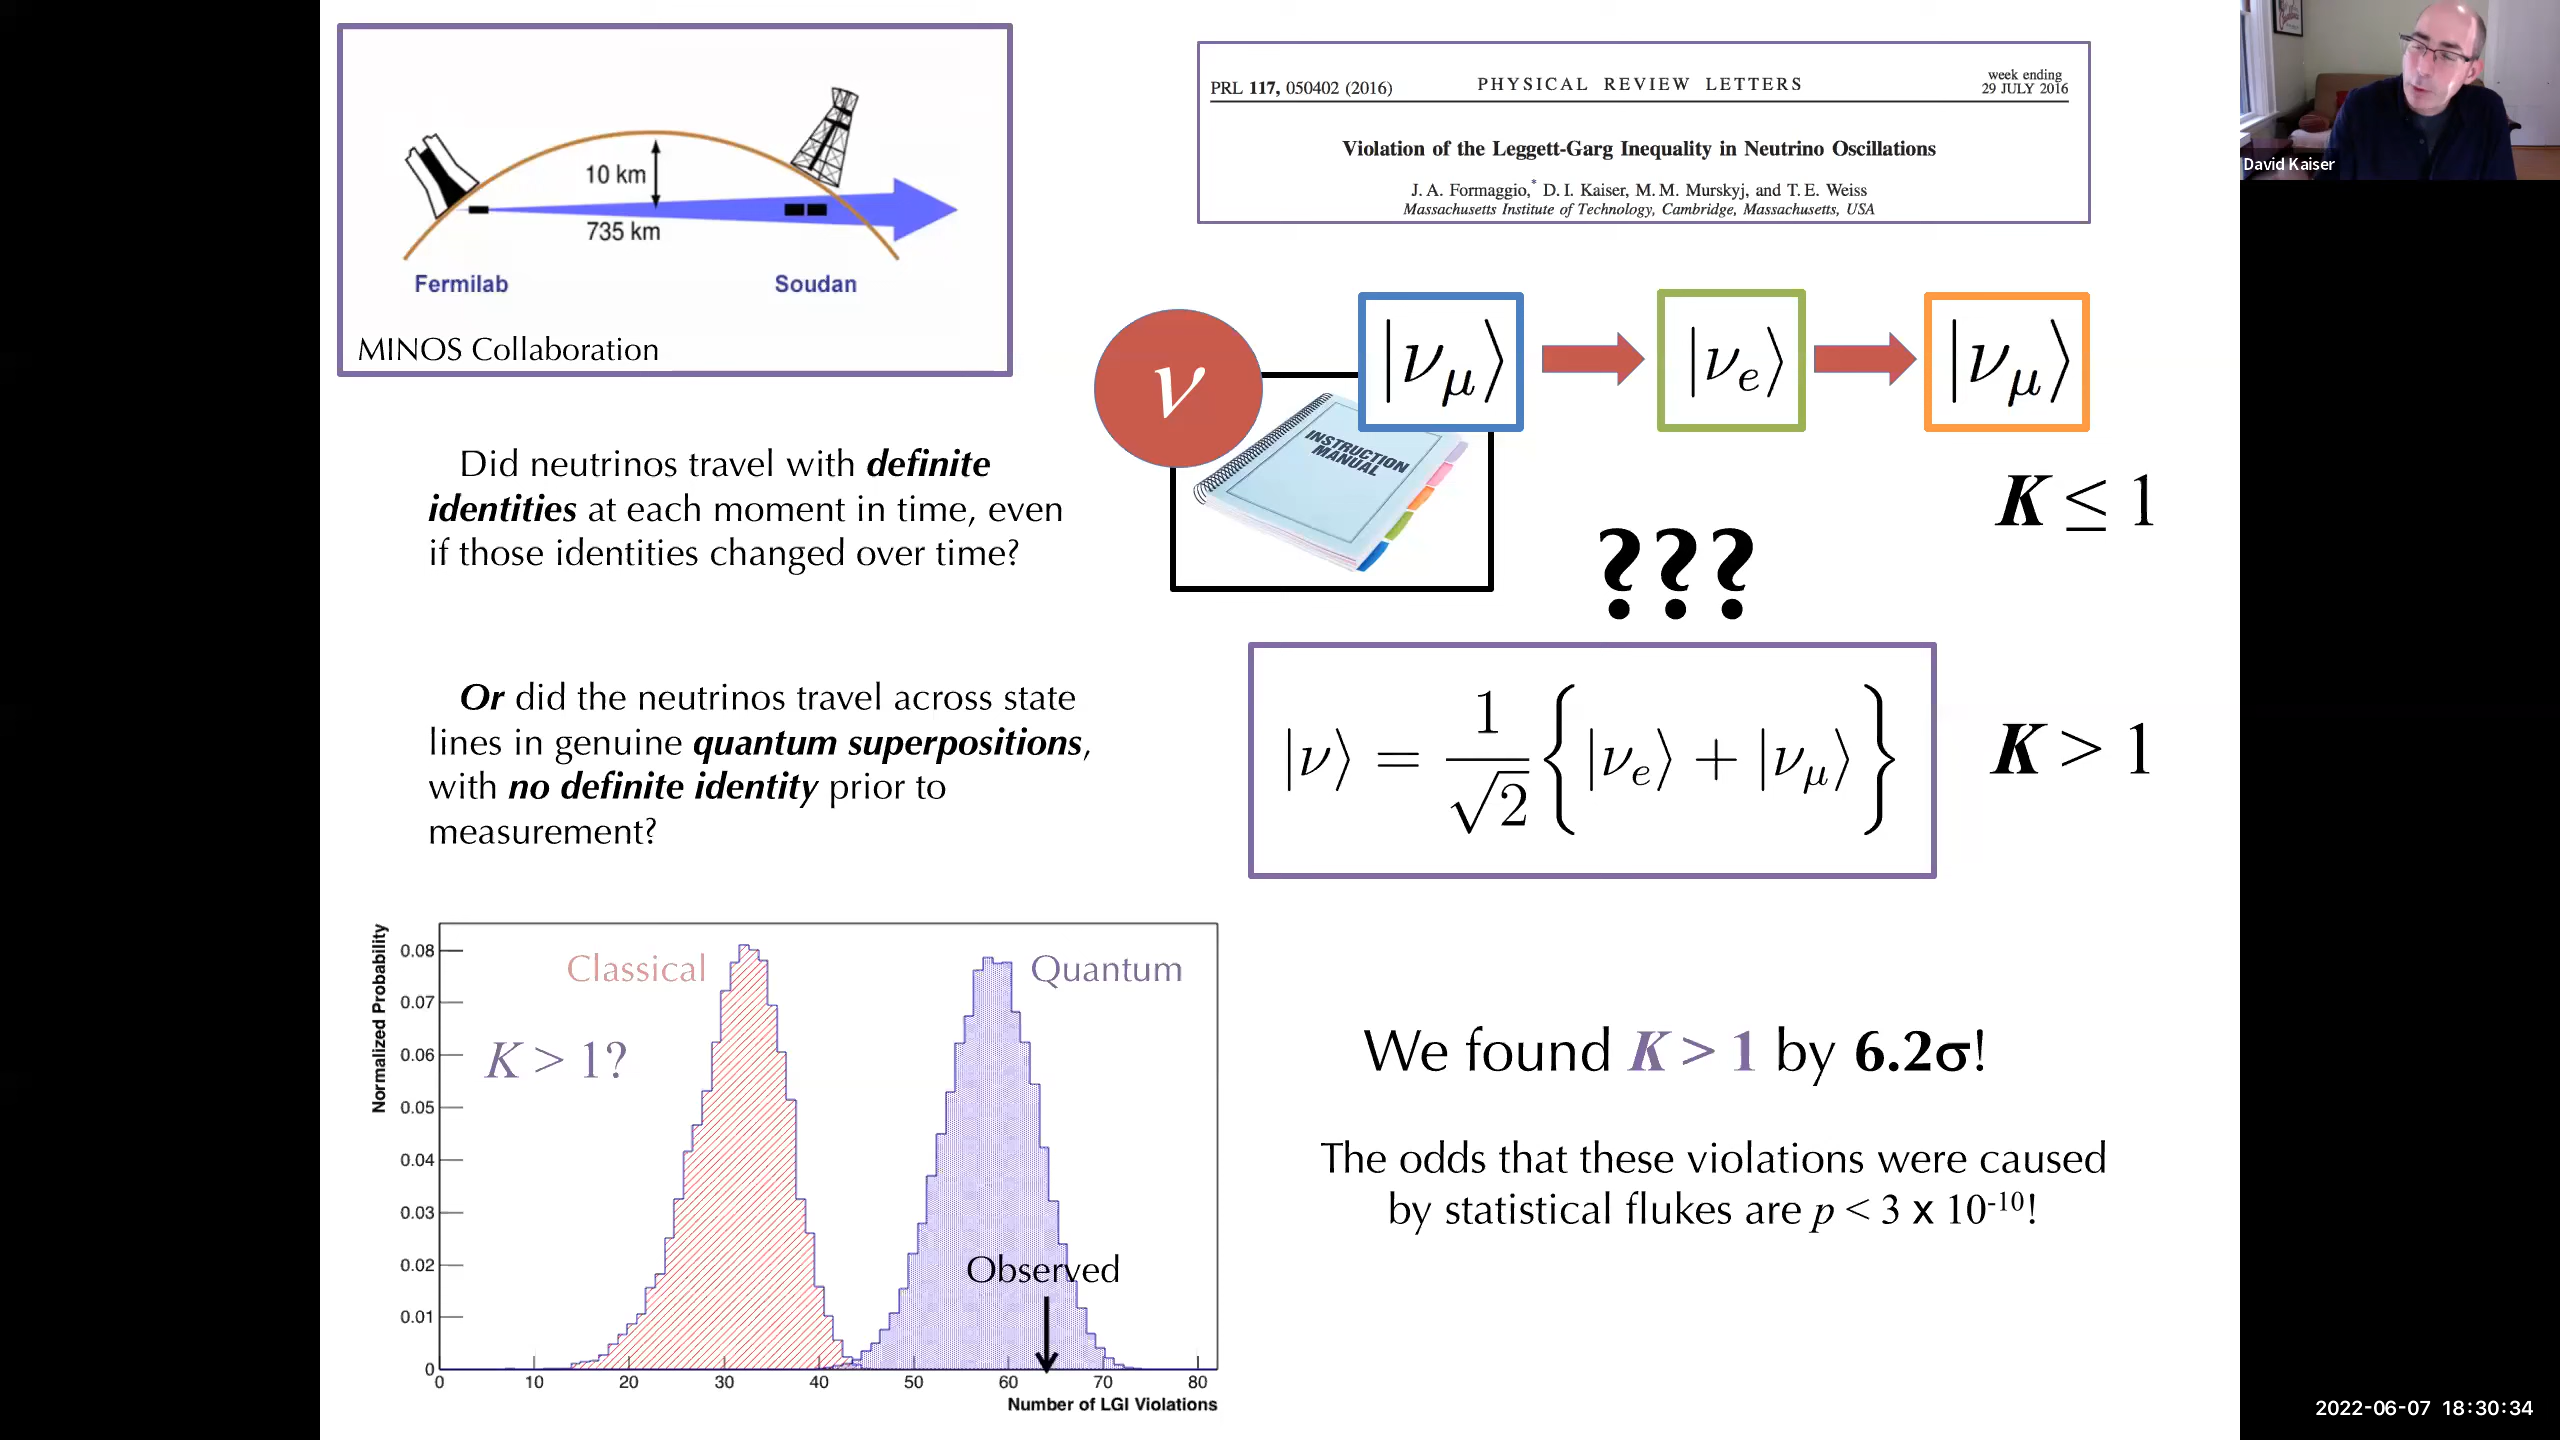 10 km
735 km
Fermilab Soudan
MINOS Collaboration
PRL 117, 050402 (2016) PHYSICAL REVIEW LETTERS week ending
29 JULY 2016
Violation of the Leggett-Garg Inequality in Neutrino Oscillations
J. A. Formaggio,* D. I. Kaiser, M. M. Murskyj, and T. E. Weiss
Massachusetts Institute of Technology, Cambridge, Massachusetts, USA
David Kaiser
ν
|ν_μ⟩ |ν_e⟩ |ν_μ⟩
INSTRUCTION
MANUAL
Did neutrinos travel with definite
identities at each moment in time, even
if those identities changed over time?
K ≤ 1
???
Or did the neutrinos travel across state
lines in genuine quantum superpositions,
with no definite identity prior to
measurement?
|ν⟩ = 1/√2 {|ν_e⟩ + |ν_μ⟩}
K > 1
Normalized Probability
0.08
0.07
0.06
0.05
0.04
0.03
0.02
0.01
0
Classical Quantum
K > 1?
Observed
0 10 20 30 40 50 60 70 80
Number of LGI Violations
We found K > 1 by 6.2σ!
The odds that these violations were caused
by statistical flukes are p < 3 x 10⁻¹⁰!
2022-06-07 18:30:34